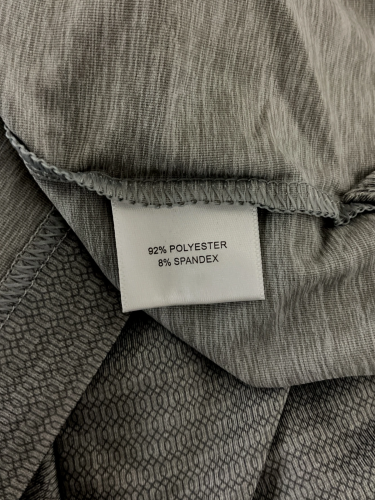 92% POLYESTER
8% SPANDEX